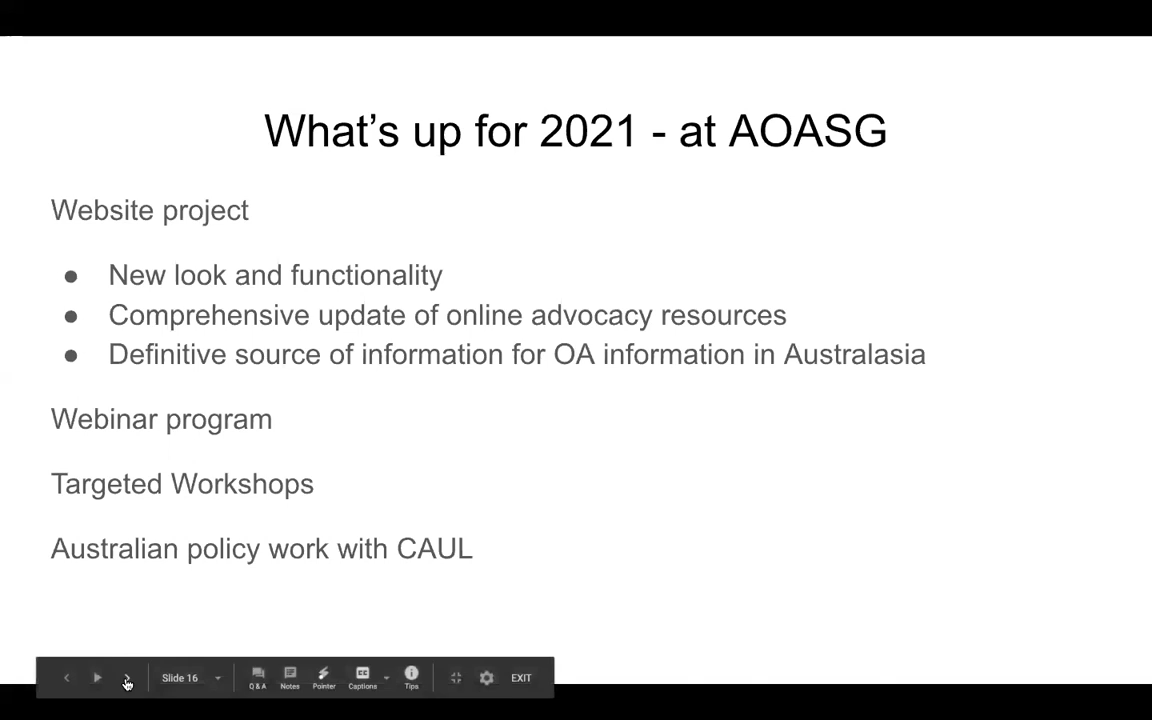 What's up for 2021 - at AOASG
Website project
● New look and functionality
● Comprehensive update of online advocacy resources
● Definitive source of information for OA information in Australasia
Webinar program
Targeted Workshops
Australian policy work with CAUL
Slide 16
Q & A
Notes
Pointer
CC
Captions
Tips
EXIT